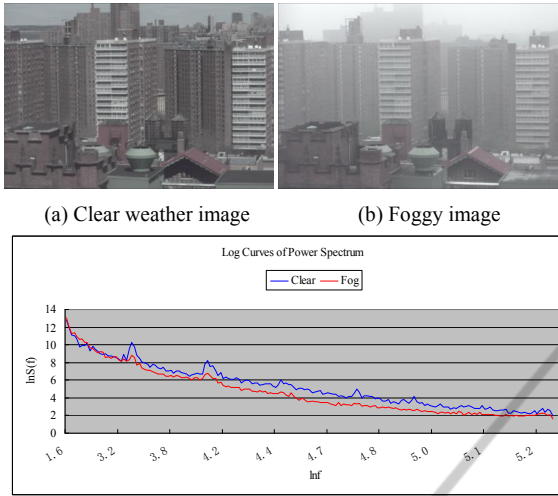 (a) Clear weather image
(b) Foggy image
Log Curves of Power Spectrum
Clear Fog
lnS(f)
14
12
10
8
6
4
2
0
1.6 3.2 3.8 4.2 4.4 4.7 4.8 5.0 5.1 5.2
lnf